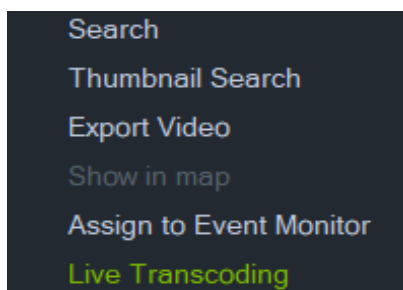 Search
Thumbnail Search
Export Video
Show in map
Assign to Event Monitor
Live Transcoding